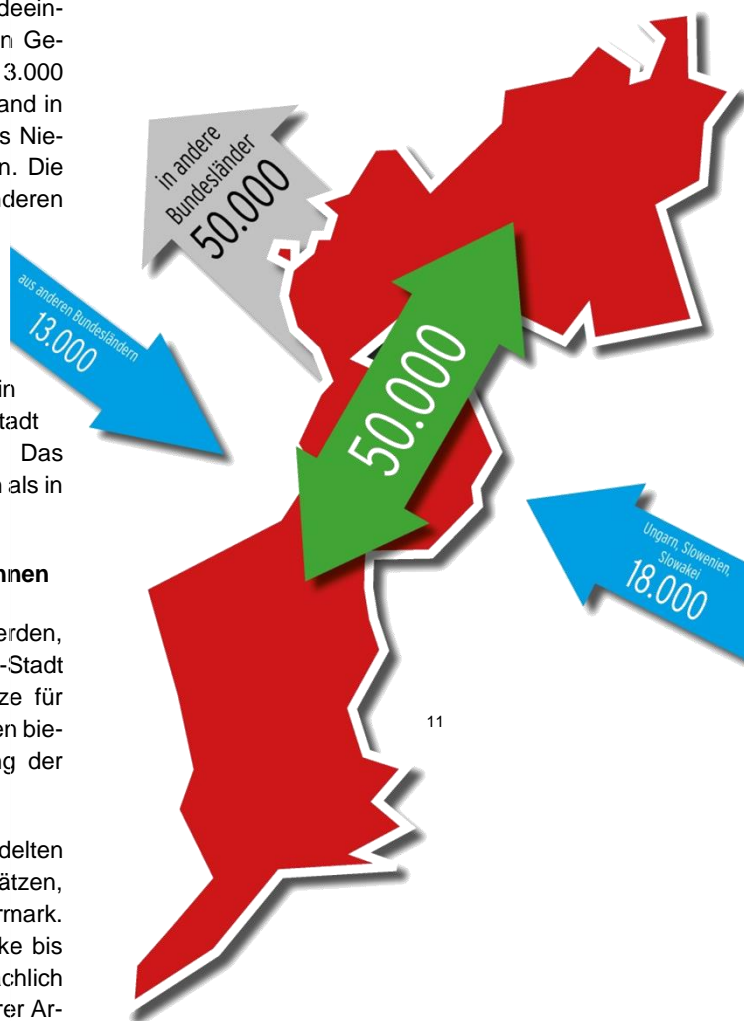 deein-
n Ge-
3.000
and in
s Nie-
n. Die
nderen
in
tadt
Das
als in
nnen
erden,
-Stadt
ze für
en bie-
g der
delten
ätzen,
rmark.
ke bis
chlich
rer Ar-
in andere
Bundesländer
50.000
aus anderen Bundesländern
13.000
50.000
Ungarn, Slowenien,
Slowakei
18.000
11